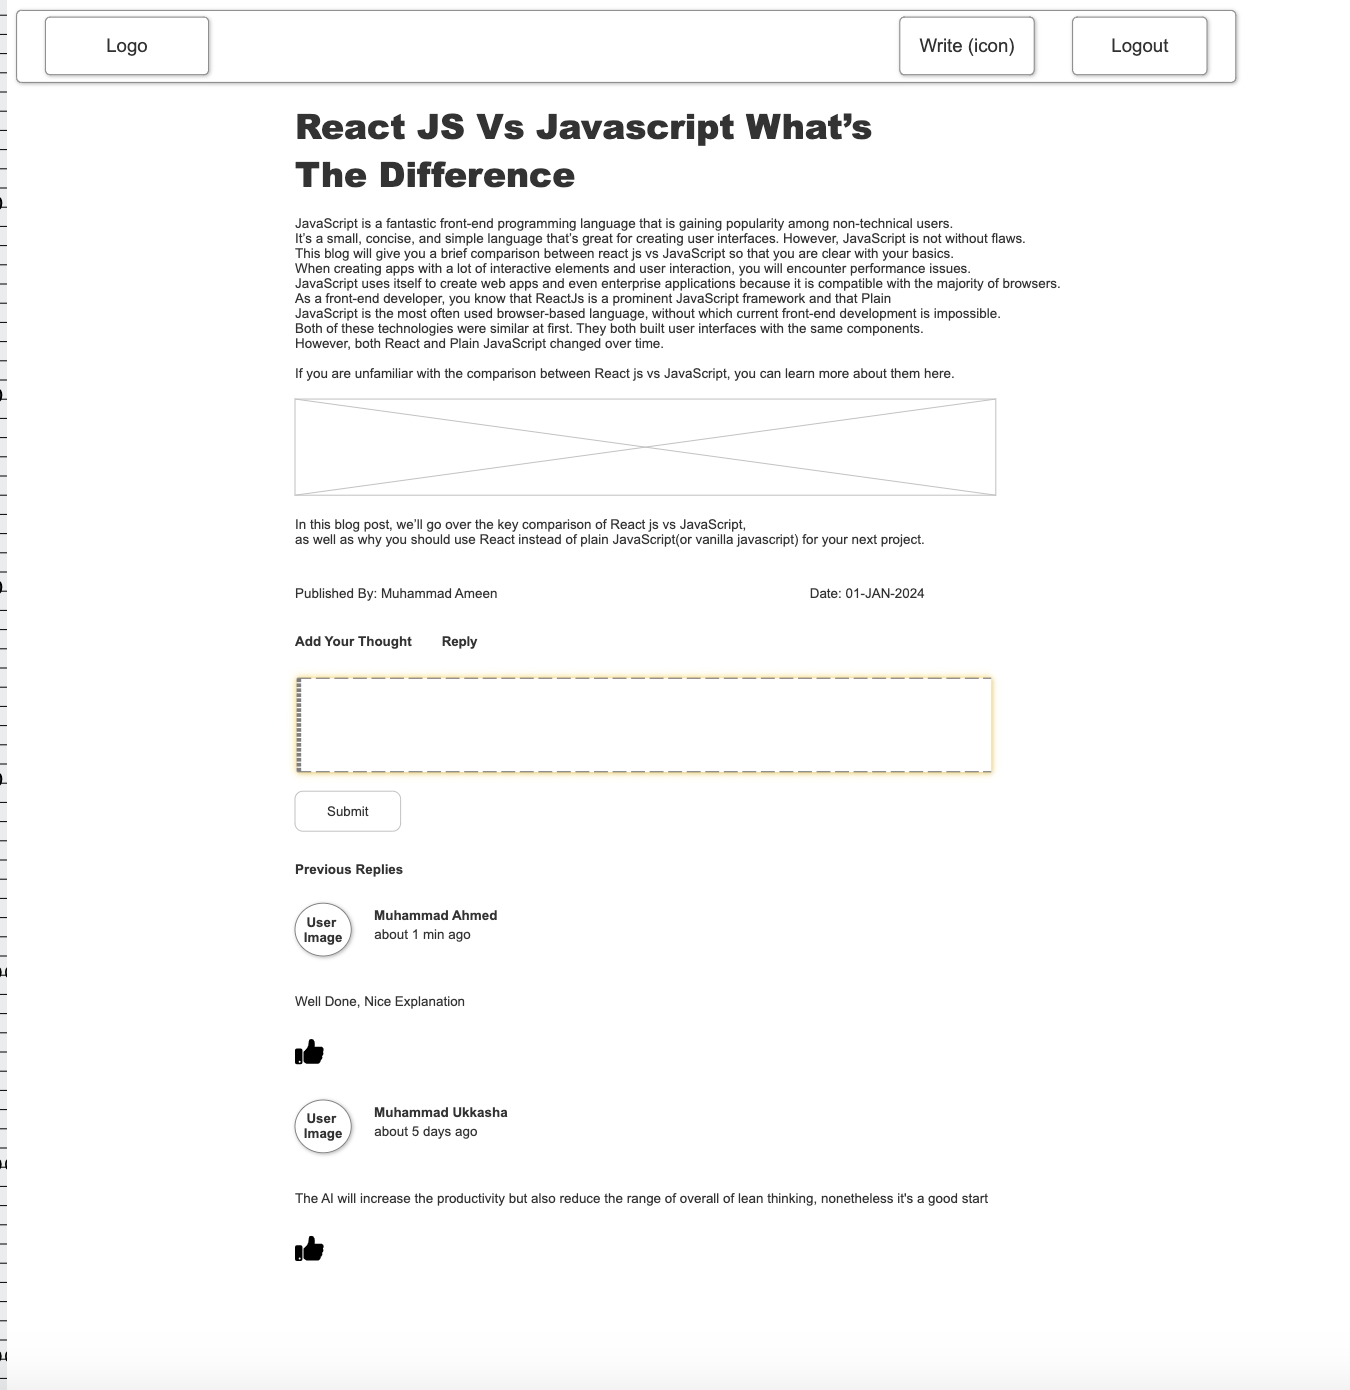 Logo
Write (icon)
Logout
React JS Vs Javascript What’s
The Difference
JavaScript is a fantastic front-end programming language that is gaining popularity among non-technical users.
It’s a small, concise, and simple language that’s great for creating user interfaces. However, JavaScript is not without flaws.
This blog will give you a brief comparison between react js vs JavaScript so that you are clear with your basics.
When creating apps with a lot of interactive elements and user interaction, you will encounter performance issues.
JavaScript uses itself to create web apps and even enterprise applications because it is compatible with the majority of browsers.
As a front-end developer, you know that ReactJs is a prominent JavaScript framework and that Plain
JavaScript is the most often used browser-based language, without which current front-end development is impossible.
Both of these technologies were similar at first. They both built user interfaces with the same components.
However, both React and Plain JavaScript changed over time.
If you are unfamiliar with the comparison between React js vs JavaScript, you can learn more about them here.
In this blog post, we’ll go over the key comparison of React js vs JavaScript,
as well as why you should use React instead of plain JavaScript(or vanilla javascript) for your next project.
Published By: Muhammad Ameen
Date: 01-JAN-2024
Add Your Thought
Reply
Submit
Previous Replies
User
Image
Muhammad Ahmed
about 1 min ago
Well Done, Nice Explanation
User
Image
Muhammad Ukkasha
about 5 days ago
The AI will increase the productivity but also reduce the range of overall of lean thinking, nonetheless it's a good start